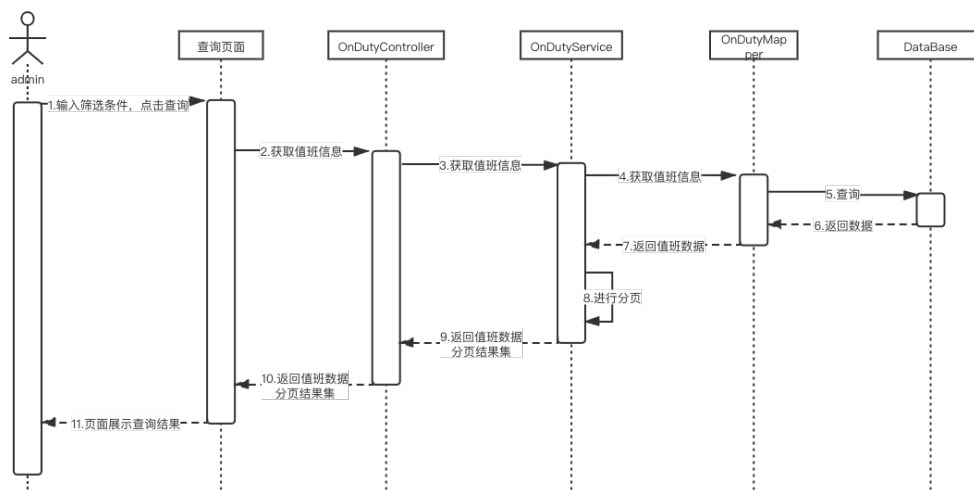 查询页面
OnDutyController
OnDutyService
OnDutyMap
per
DataBase
admin
1.输入筛选条件，点击查询
2.获取值班信息
3.获取值班信息
4.获取值班信息
5.查询
6.返回数据
7.返回值班数据
8.进行分页
9.返回值班数据
分页结果集
10.返回值班数据
分页结果集
11.页面展示查询结果